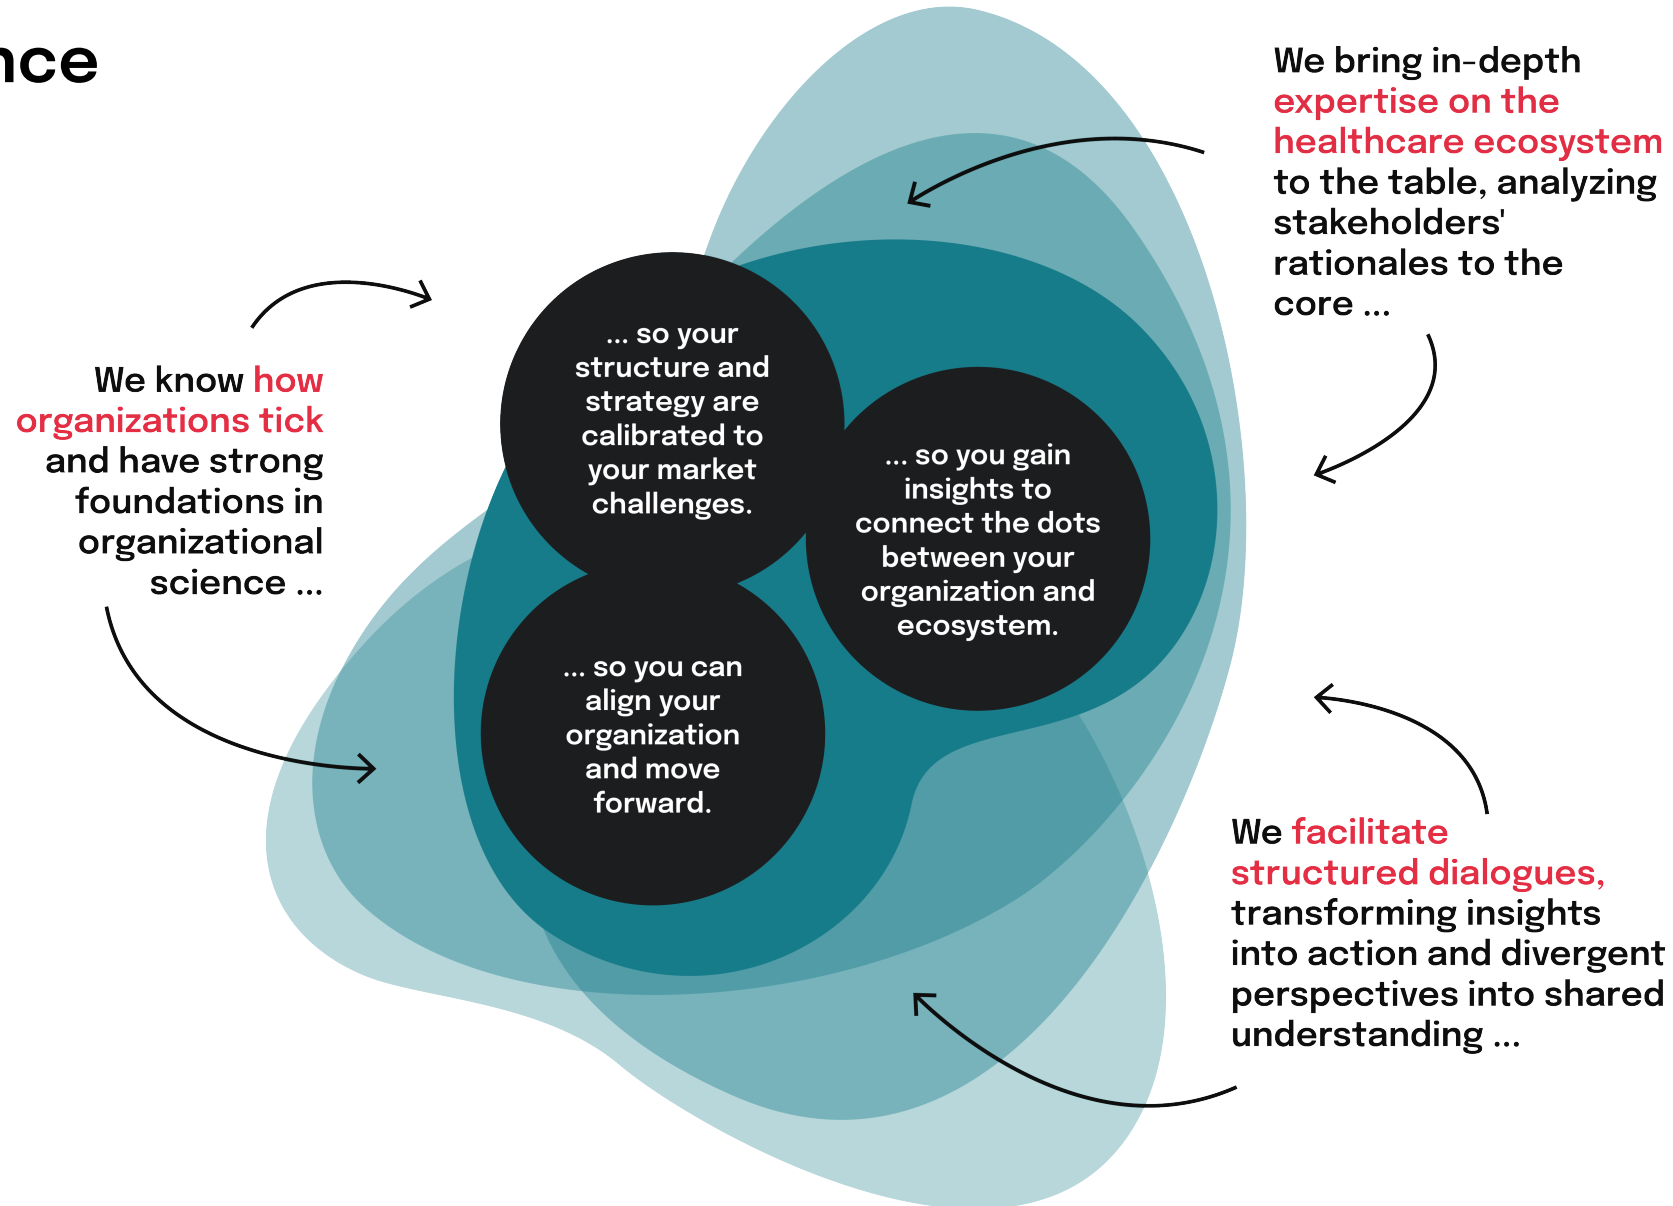 nce
We know how
organizations tick
and have strong
foundations in
organizational
science ...
... so your
structure and
strategy are
calibrated to
your market
challenges.
... so you gain
insights to
connect the dots
between your
organization and
ecosystem.
... so you can
align your
organization
and move
forward.
We bring in-depth
expertise on the
healthcare ecosystem
to the table, analyzing
stakeholders'
rationales to the
core ...
We facilitate
structured dialogues,
transforming insights
into action and divergent
perspectives into shared
understanding ...